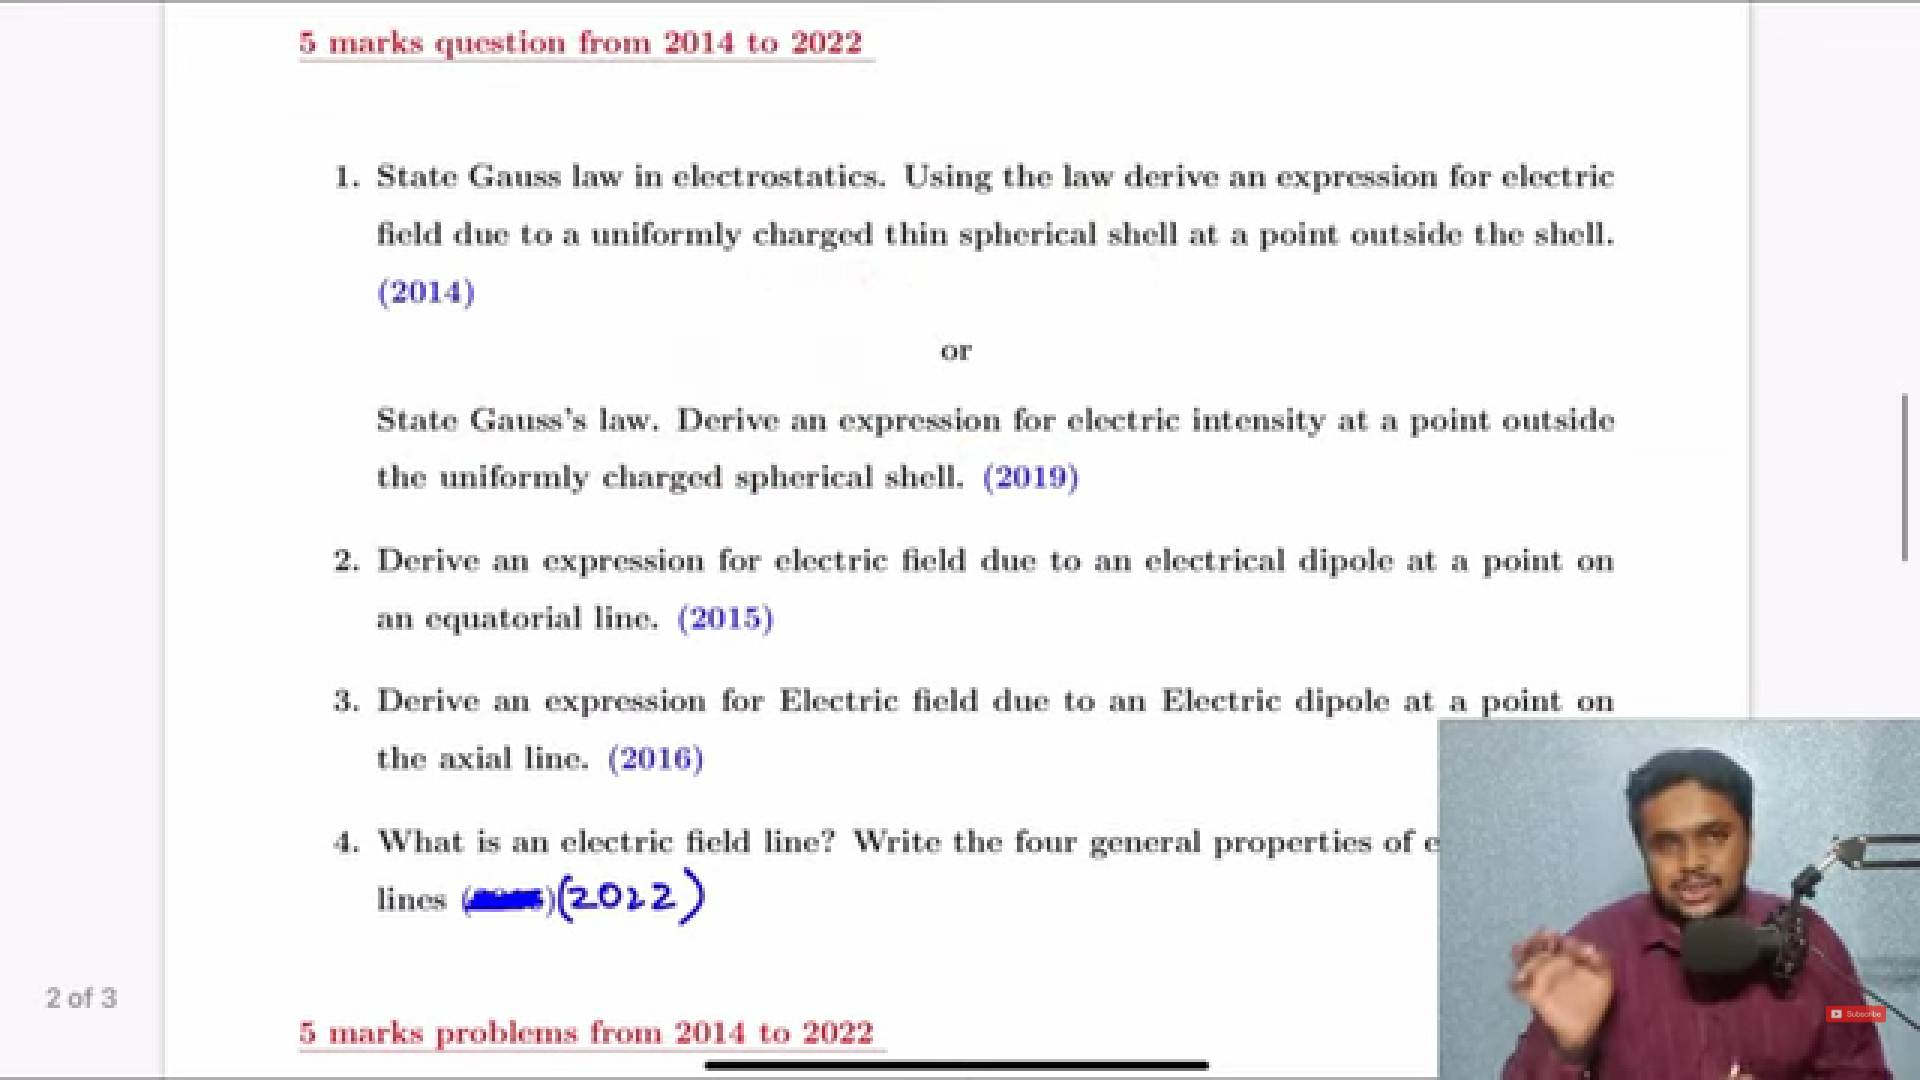 5 marks question from 2014 to 2022
1. State Gauss law in electrostatics. Using the law derive an expression for electric
field due to a uniformly charged thin spherical shell at a point outside the shell.
(2014)
or
State Gauss's law. Derive an expression for electric intensity at a point outside
the uniformly charged spherical shell. (2019)
2. Derive an expression for electric field due to an electrical dipole at a point on
an equatorial line. (2015)
3. Derive an expression for Electric field due to an Electric dipole at a point on
the axial line. (2016)
4. What is an electric field line? Write the four general properties of e
lines (2022)
2 of 3
Subscribe
5 marks problems from 2014 to 2022